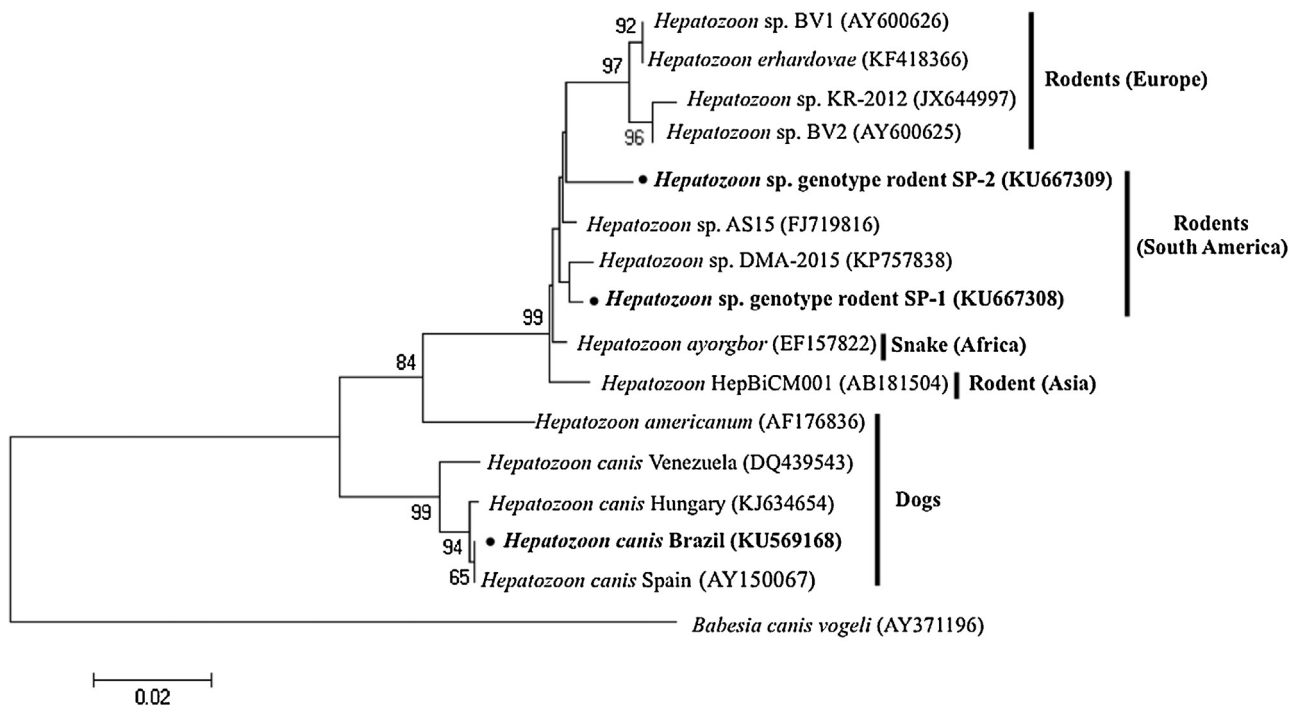 92
Hepatozoon sp. BV1 (AY600626)
Hepatozoon erhardovae (KF418366)
97
Rodents (Europe)
Hepatozoon sp. KR-2012 (JX644997)
96
Hepatozoon sp. BV2 (AY600625)
Hepatozoon sp. genotype rodent SP-2 (KU667309)
Hepatozoon sp. AS15 (FJ719816)
Rodents
(South America)
Hepatozoon sp. DMA-2015 (KP757838)
Hepatozoon sp. genotype rodent SP-1 (KU667308)
99
Hepatozoon ayorgbor (EF157822)
Snake (Africa)
84
Hepatozoon HepBiCM001 (AB181504)
Rodent (Asia)
Hepatozoon americanum (AF176836)
Hepatozoon canis Venezuela (DQ439543)
99
Hepatozoon canis Hungary (KJ634654)
Dogs
94
Hepatozoon canis Brazil (KU569168)
65
Hepatozoon canis Spain (AY150067)
Babesia canis vogeli (AY371196)
0.02